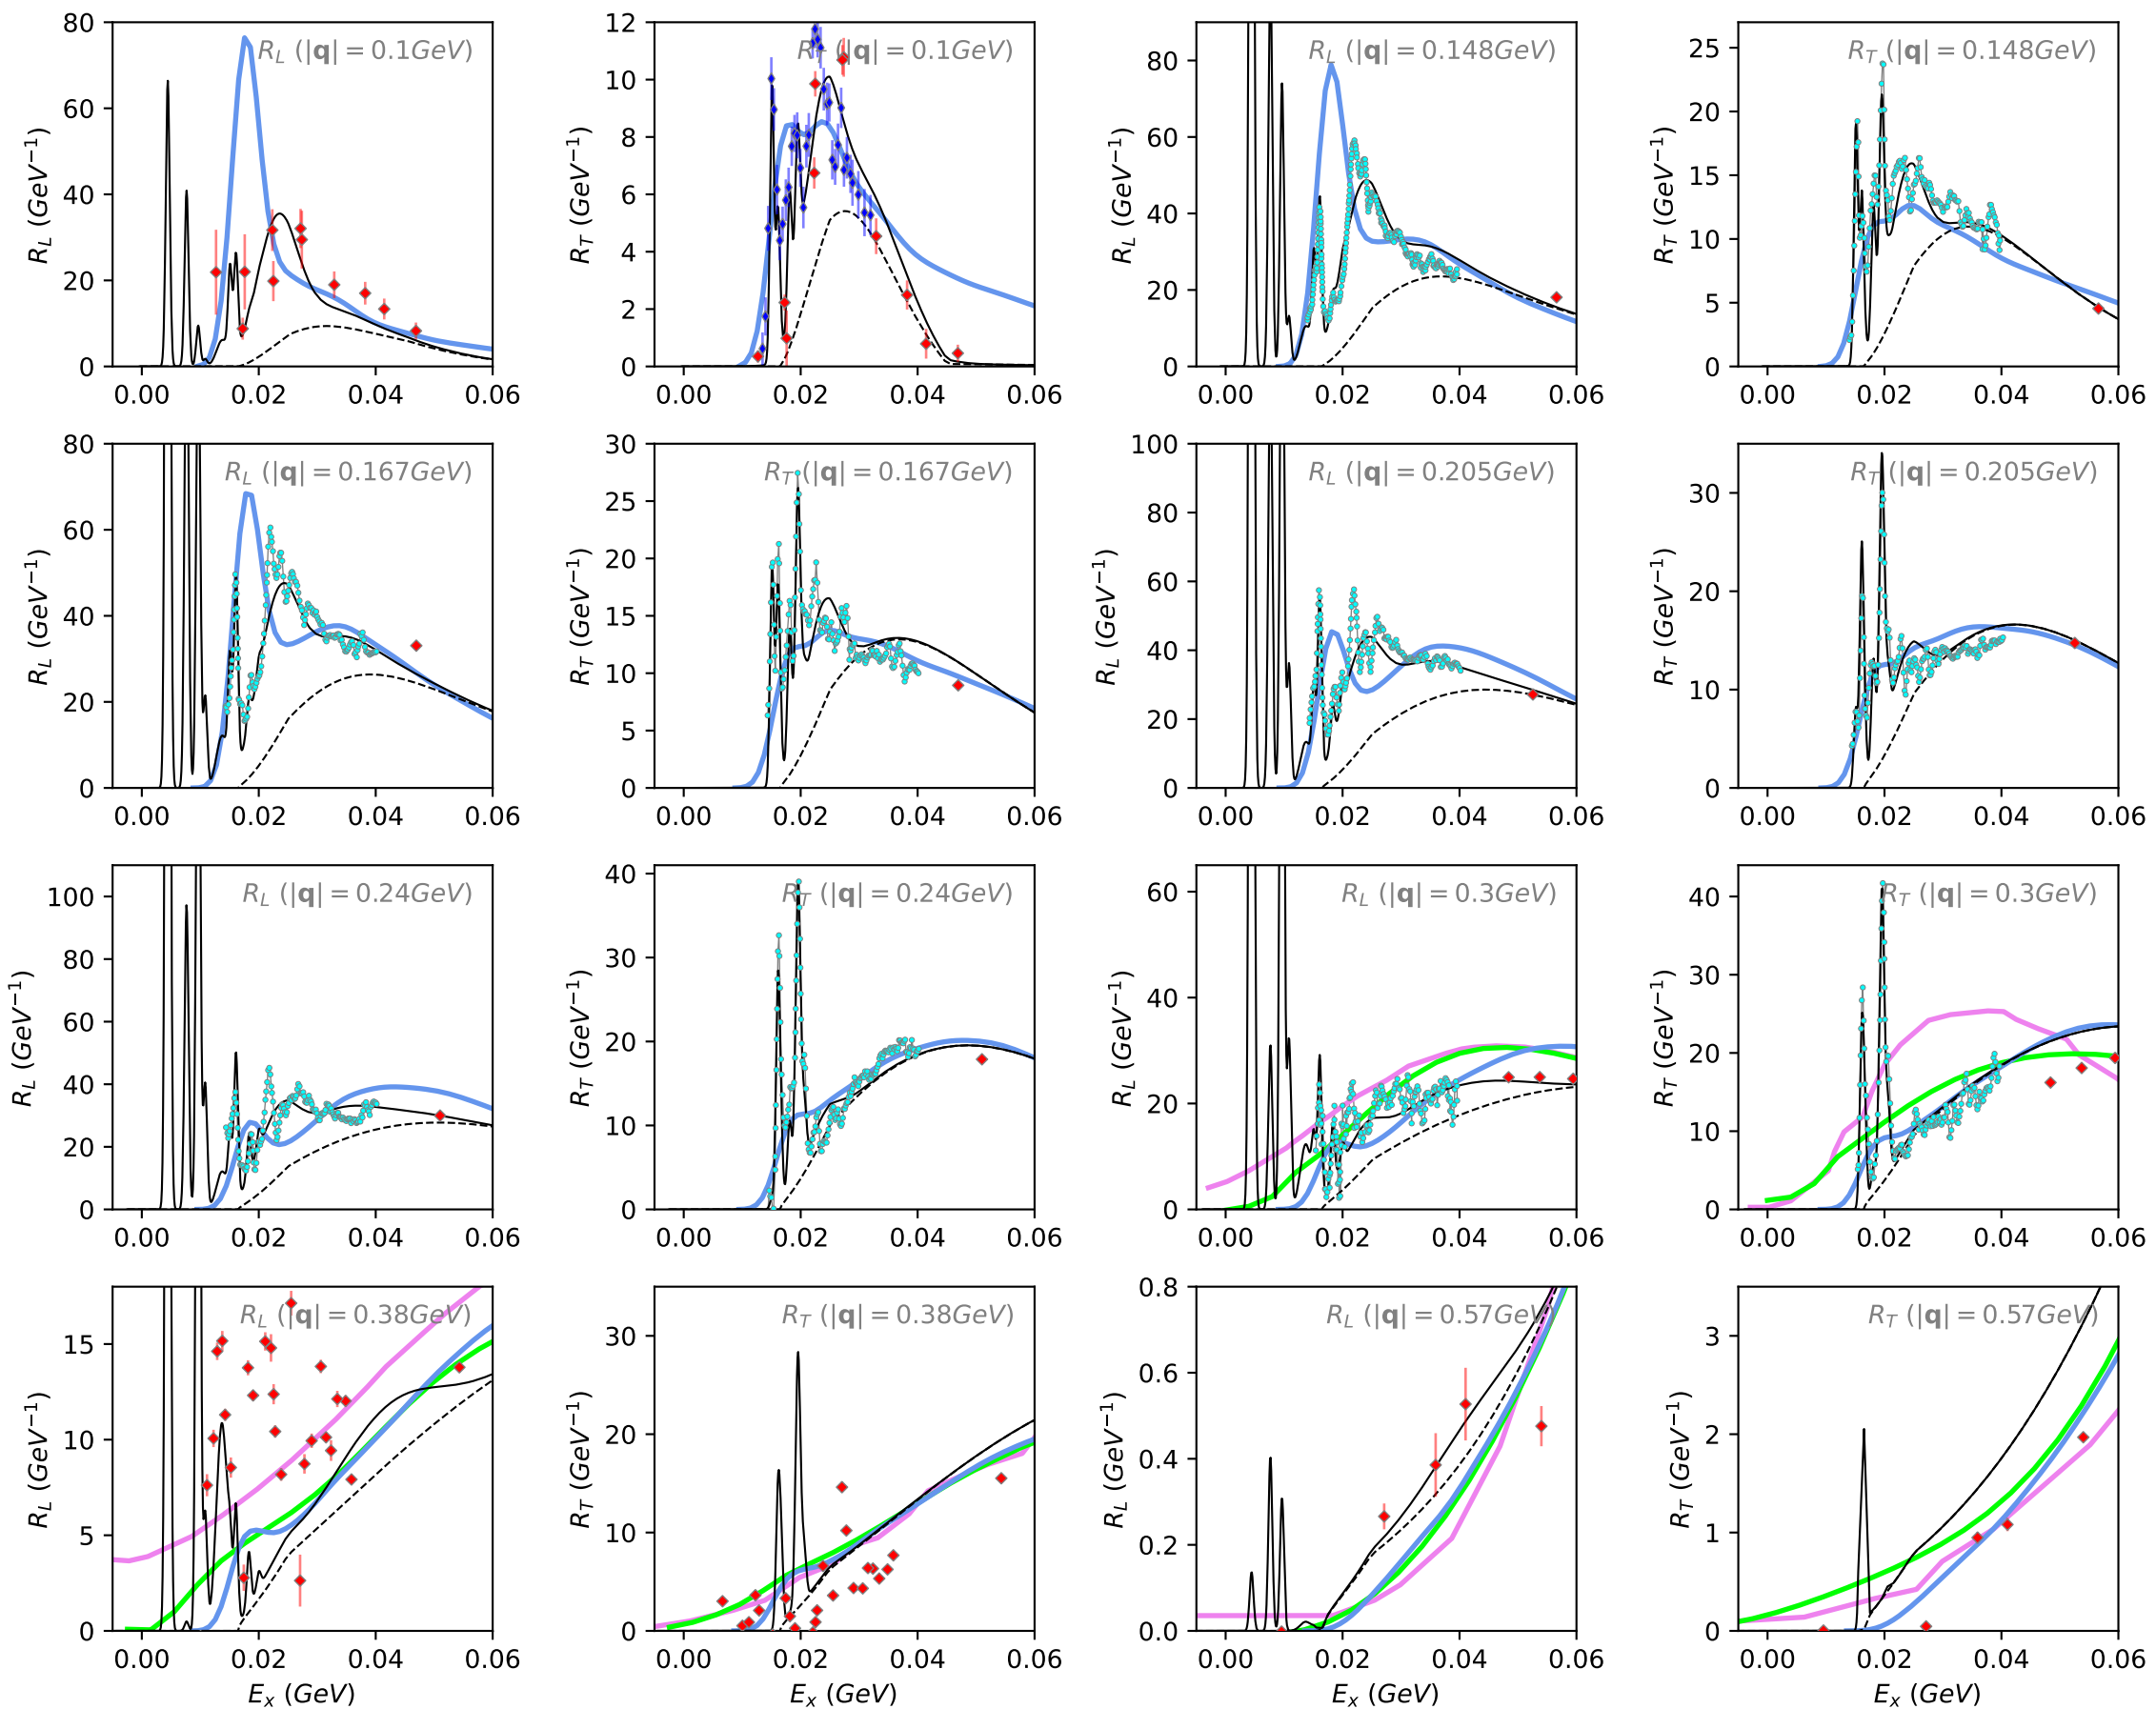 R_L (|q| = 0.1GeV)
R_L (GeV⁻¹)
80
60
40
20
0
0.00 0.02 0.04 0.06
R_T (|q| = 0.1GeV)
R_T (GeV⁻¹)
12
10
8
6
4
2
0
0.00 0.02 0.04 0.06
R_L (|q| = 0.148GeV)
R_L (GeV⁻¹)
80
60
40
20
0
0.00 0.02 0.04 0.06
R_T (|q| = 0.148GeV)
R_T (GeV⁻¹)
25
20
15
10
5
0
0.00 0.02 0.04 0.06
R_L (|q| = 0.167GeV)
R_L (GeV⁻¹)
80
60
40
20
0
0.00 0.02 0.04 0.06
R_T (|q| = 0.167GeV)
R_T (GeV⁻¹)
30
25
20
15
10
5
0
0.00 0.02 0.04 0.06
R_L (|q| = 0.205GeV)
R_L (GeV⁻¹)
100
80
60
40
20
0
0.00 0.02 0.04 0.06
R_T (|q| = 0.205GeV)
R_T (GeV⁻¹)
30
20
10
0
0.00 0.02 0.04 0.06
R_L (|q| = 0.24GeV)
R_L (GeV⁻¹)
100
80
60
40
20
0
0.00 0.02 0.04 0.06
R_T (|q| = 0.24GeV)
R_T (GeV⁻¹)
40
30
20
10
0
0.00 0.02 0.04 0.06
R_L (|q| = 0.3GeV)
R_L (GeV⁻¹)
60
40
20
0
0.00 0.02 0.04 0.06
R_T (|q| = 0.3GeV)
R_T (GeV⁻¹)
40
30
20
10
0
0.00 0.02 0.04 0.06
R_L (|q| = 0.38GeV)
R_L (GeV⁻¹)
15
10
5
0
0.00 0.02 0.04 0.06
E_x (GeV)
R_T (|q| = 0.38GeV)
R_T (GeV⁻¹)
30
20
10
0
0.00 0.02 0.04 0.06
E_x (GeV)
R_L (|q| = 0.57GeV)
R_L (GeV⁻¹)
0.8
0.6
0.4
0.2
0.0
0.00 0.02 0.04 0.06
E_x (GeV)
R_T (|q| = 0.57GeV)
R_T (GeV⁻¹)
3
2
1
0
0.00 0.02 0.04 0.06
E_x (GeV)